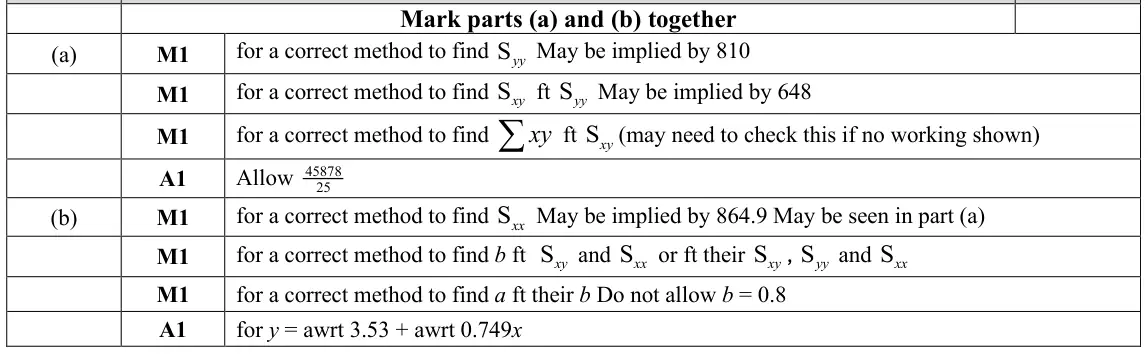 Mark parts (a) and (b) together
(a) M1 for a correct method to find S_yy May be implied by 810
M1 for a correct method to find S_xy ft S_yy May be implied by 648
M1 for a correct method to find ∑xy ft S_xy (may need to check this if no working shown)
A1 Allow 45878/25
(b) M1 for a correct method to find S_xx May be implied by 864.9 May be seen in part (a)
M1 for a correct method to find b ft S_xy and S_xx or ft their S_xy , S_yy and S_xx
M1 for a correct method to find a ft their b Do not allow b = 0.8
A1 for y = awrt 3.53 + awrt 0.749x